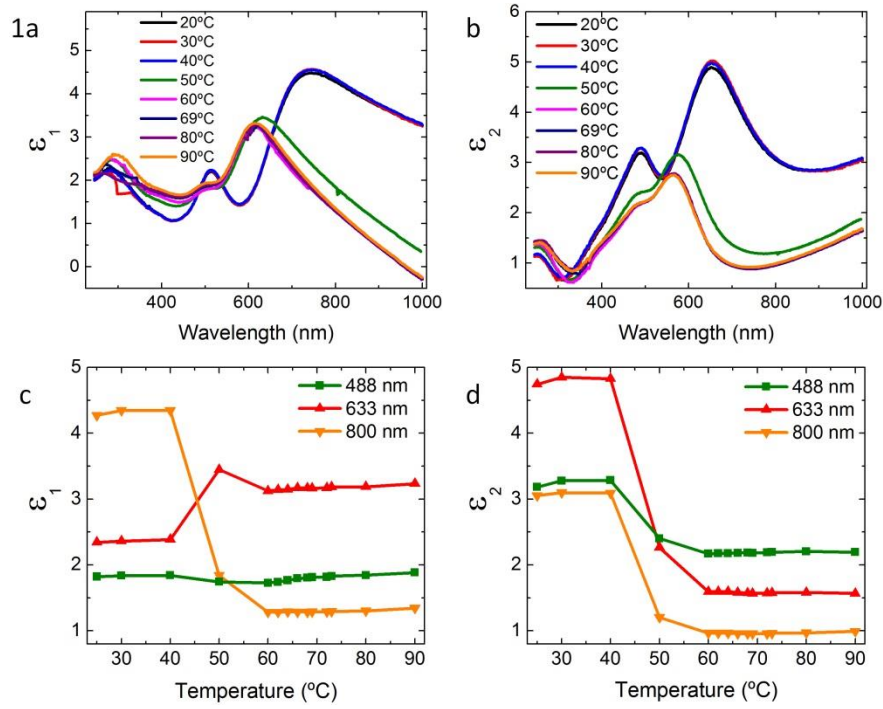 1a
ε1
5
4
3
2
1
0
20ºC
30ºC
40ºC
50ºC
60ºC
69ºC
80ºC
90ºC
400 600 800 1000
Wavelength (nm)
b
ε2
6
5
4
3
2
1
20ºC
30ºC
40ºC
50ºC
60ºC
69ºC
80ºC
90ºC
400 600 800 1000
Wavelength (nm)
c
ε1
5
4
3
2
1
488 nm
633 nm
800 nm
30 40 50 60 70 80 90
Temperature (ºC)
d
ε2
5
4
3
2
1
488 nm
633 nm
800 nm
30 40 50 60 70 80 90
Temperature (ºC)